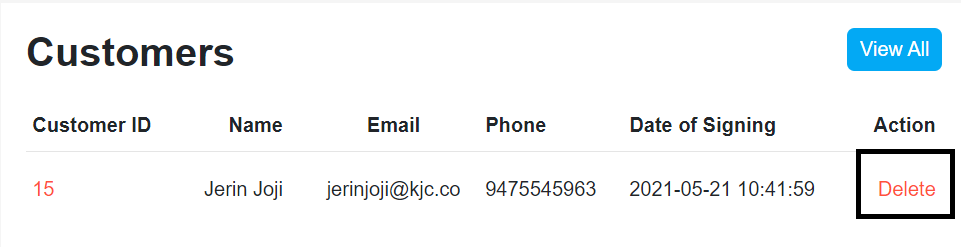 Customers
View All
Customer ID Name Email Phone Date of Signing Action
15 Jerin Joji jerinjoji@kjc.co 9475545963 2021-05-21 10:41:59 Delete